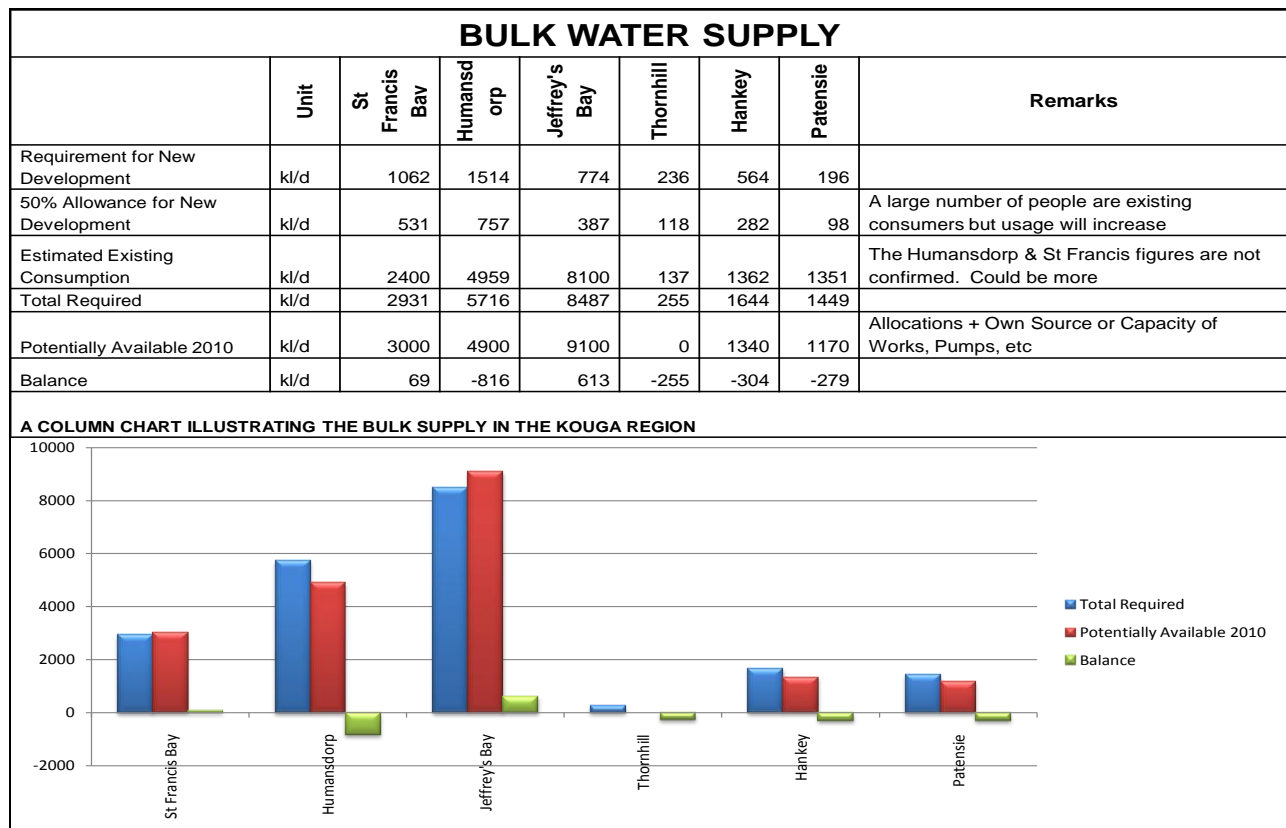 BULK WATER SUPPLY
Unit
St
Francis
Bay
Humansd
orp
Jeffrey's
Bay
Thornhill
Hankey
Patensie
Remarks
Requirement for New
Development kl/d 1062 1514 774 236 564 196
50% Allowance for New
Development kl/d 531 757 387 118 282 98
A large number of people are existing
consumers but usage will increase
Estimated Existing
Consumption kl/d 2400 4959 8100 137 1362 1351
The Humansdorp & St Francis figures are not
confirmed. Could be more
Total Required kl/d 2931 5716 8487 255 1644 1449
Potentially Available 2010 kl/d 3000 4900 9100 0 1340 1170
Allocations + Own Source or Capacity of
Works, Pumps, etc
Balance kl/d 69 -816 613 -255 -304 -279
A COLUMN CHART ILLUSTRATING THE BULK SUPPLY IN THE KOUGA REGION
10000
8000
6000
4000
2000
0
-2000
St Francis Bay
Humansdorp
Jeffrey's Bay
Thornhill
Hankey
Patensie
Total Required
Potentially Available 2010
Balance